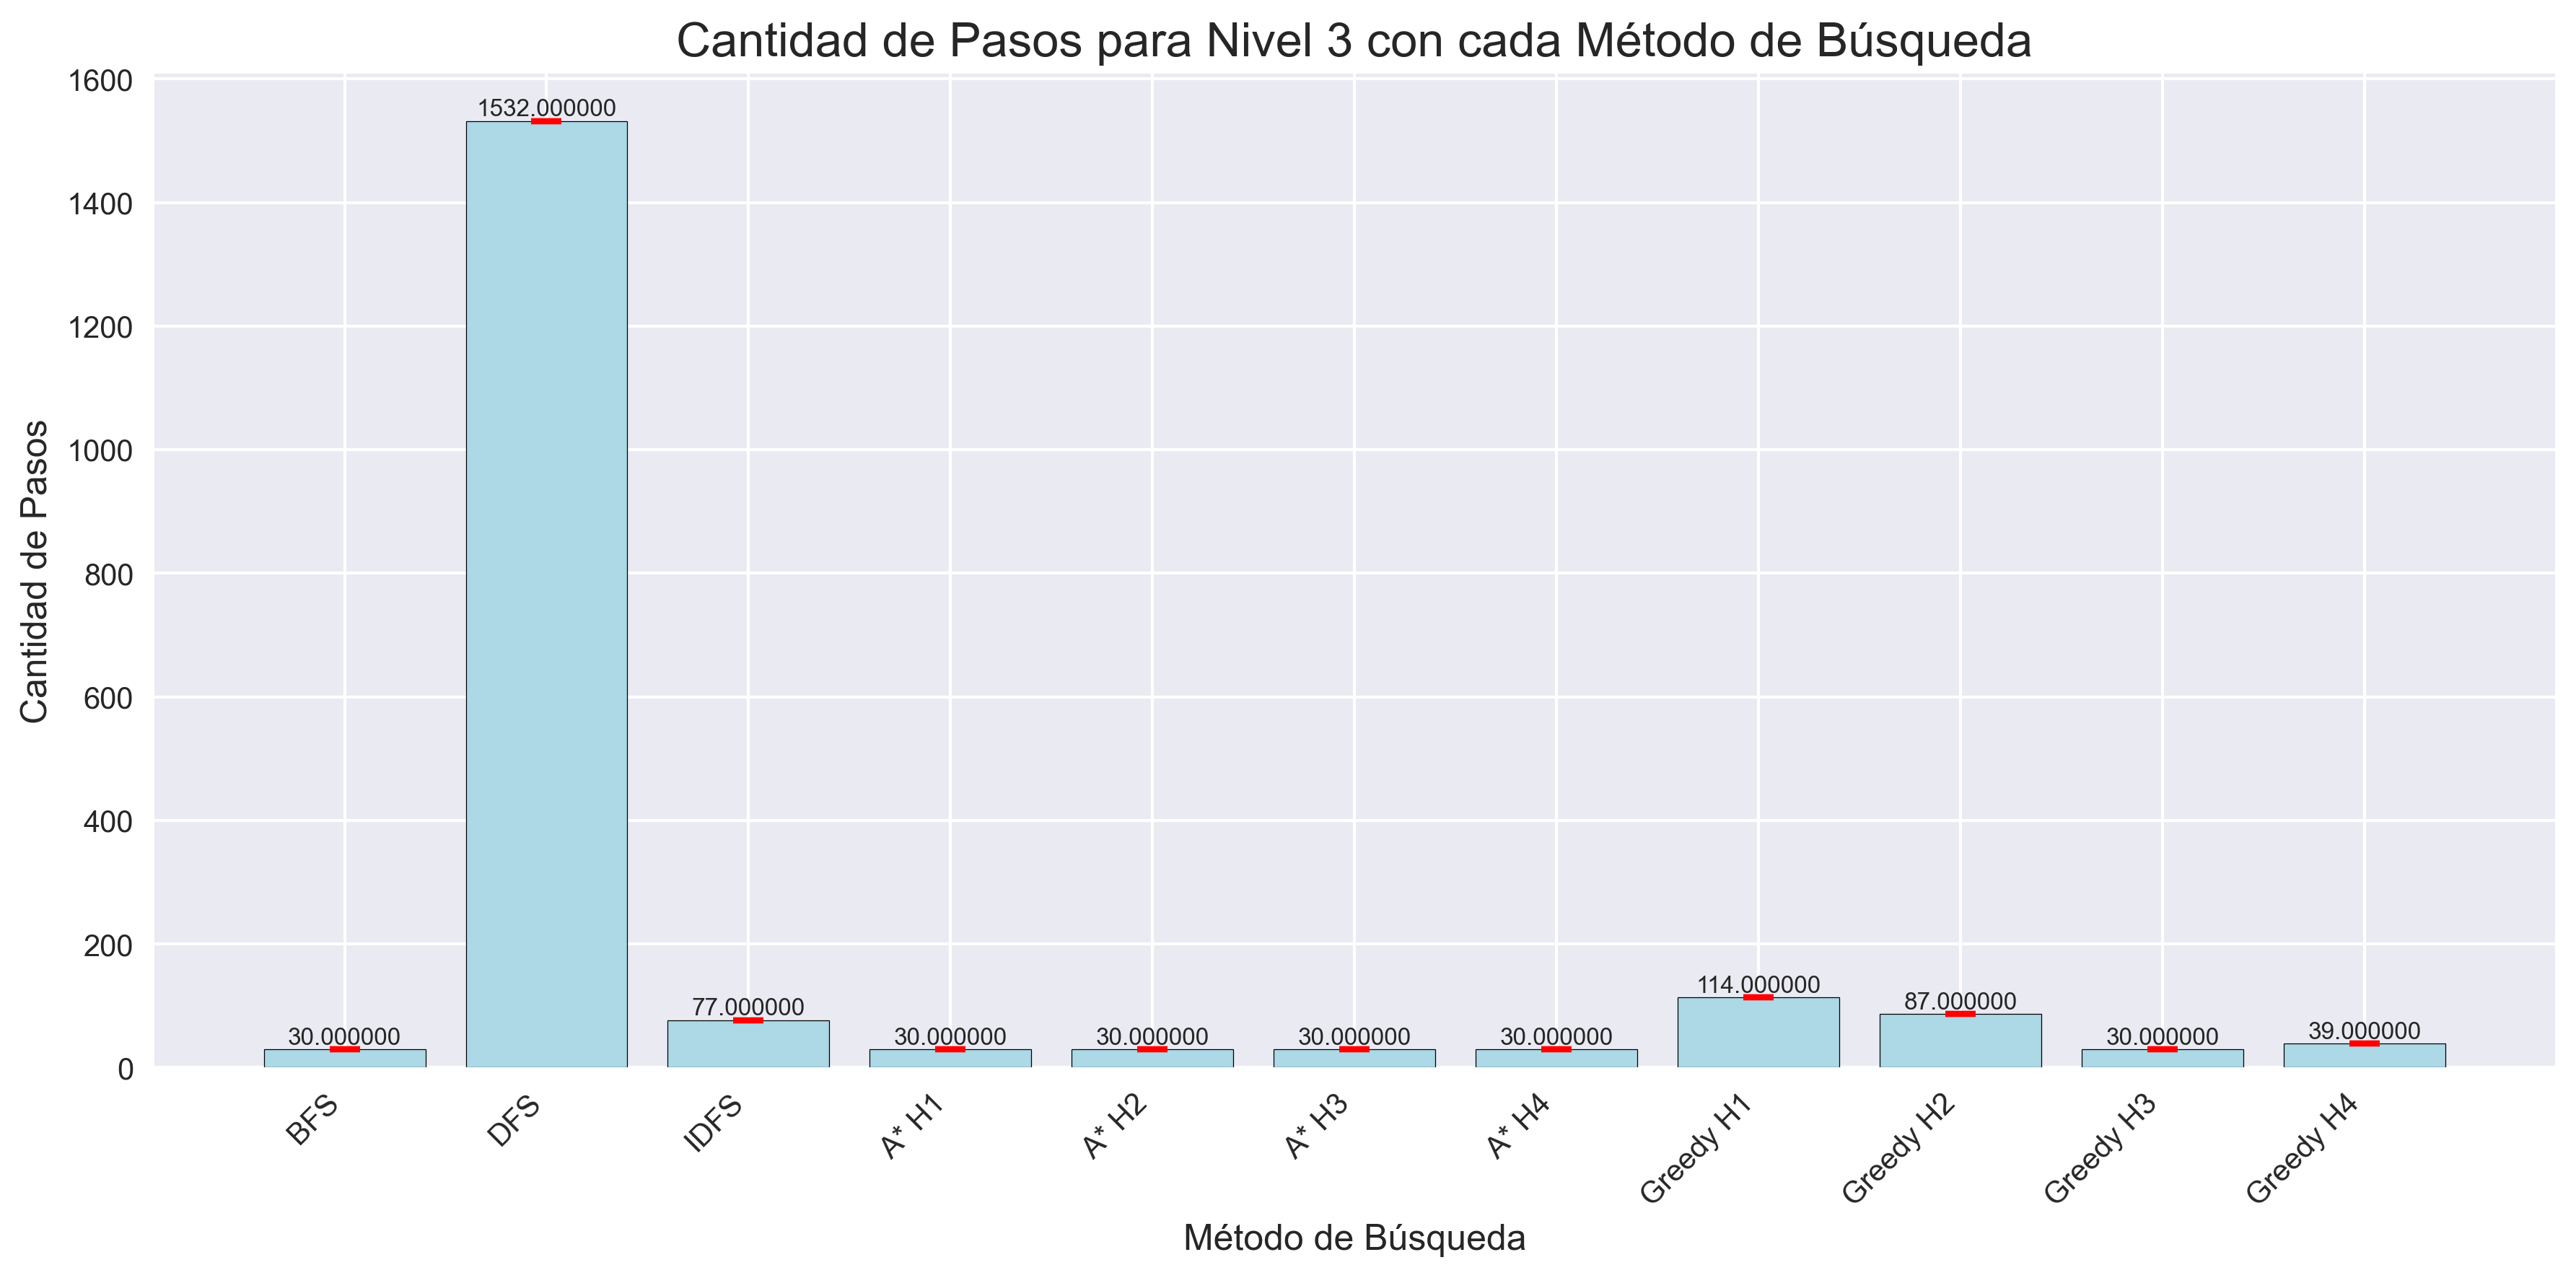 Cantidad de Pasos para Nivel 3 con cada Método de Búsqueda
Cantidad de Pasos
1600
1400
1200
1000
800
600
400
200
0
30.000000
1532.000000
77.000000
30.000000
30.000000
30.000000
30.000000
114.000000
87.000000
30.000000
39.000000
BFS
DFS
IDFS
A* H1
A* H2
A* H3
A* H4
Greedy H1
Greedy H2
Greedy H3
Greedy H4
Método de Búsqueda